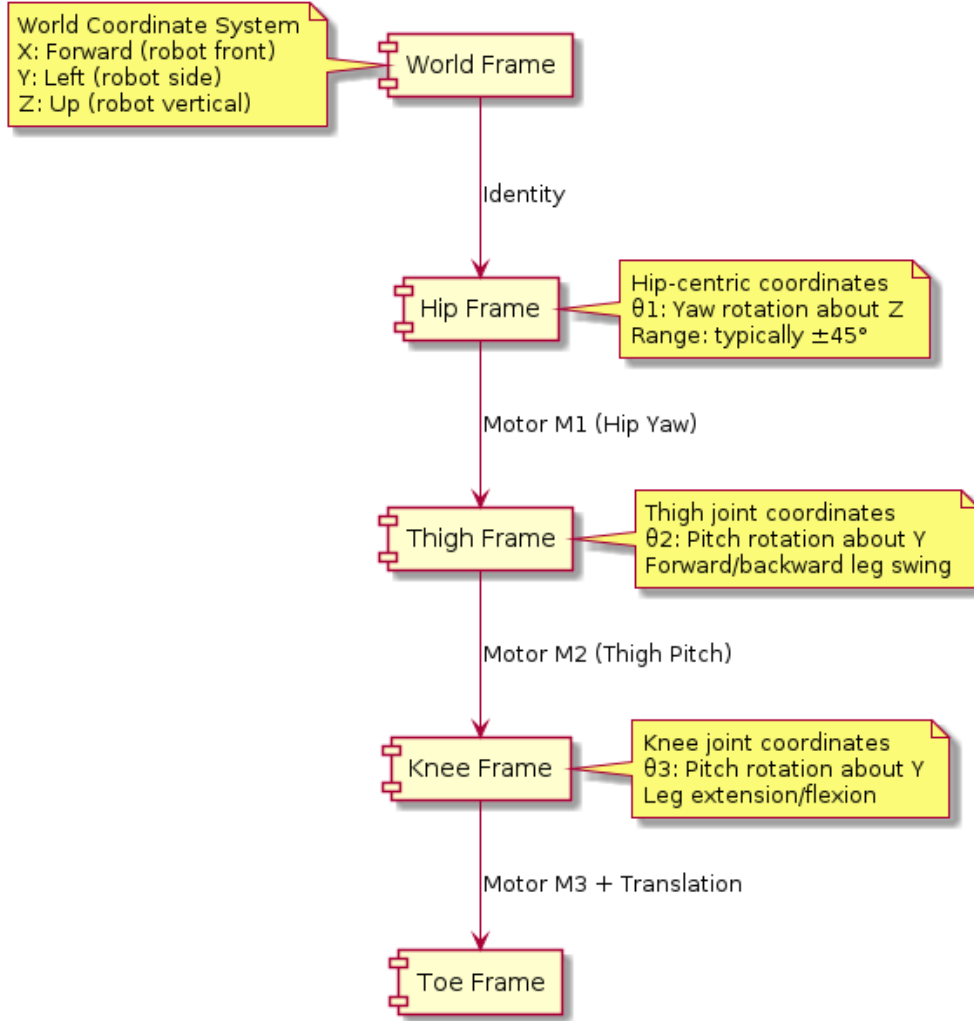 World Coordinate System
X: Forward (robot front)
Y: Left (robot side)
Z: Up (robot vertical)
World Frame
Identity
Hip Frame
Hip-centric coordinates
θ1: Yaw rotation about Z
Range: typically ±45°
Motor M1 (Hip Yaw)
Thigh Frame
Thigh joint coordinates
θ2: Pitch rotation about Y
Forward/backward leg swing
Motor M2 (Thigh Pitch)
Knee Frame
Knee joint coordinates
θ3: Pitch rotation about Y
Leg extension/flexion
Motor M3 + Translation
Toe Frame